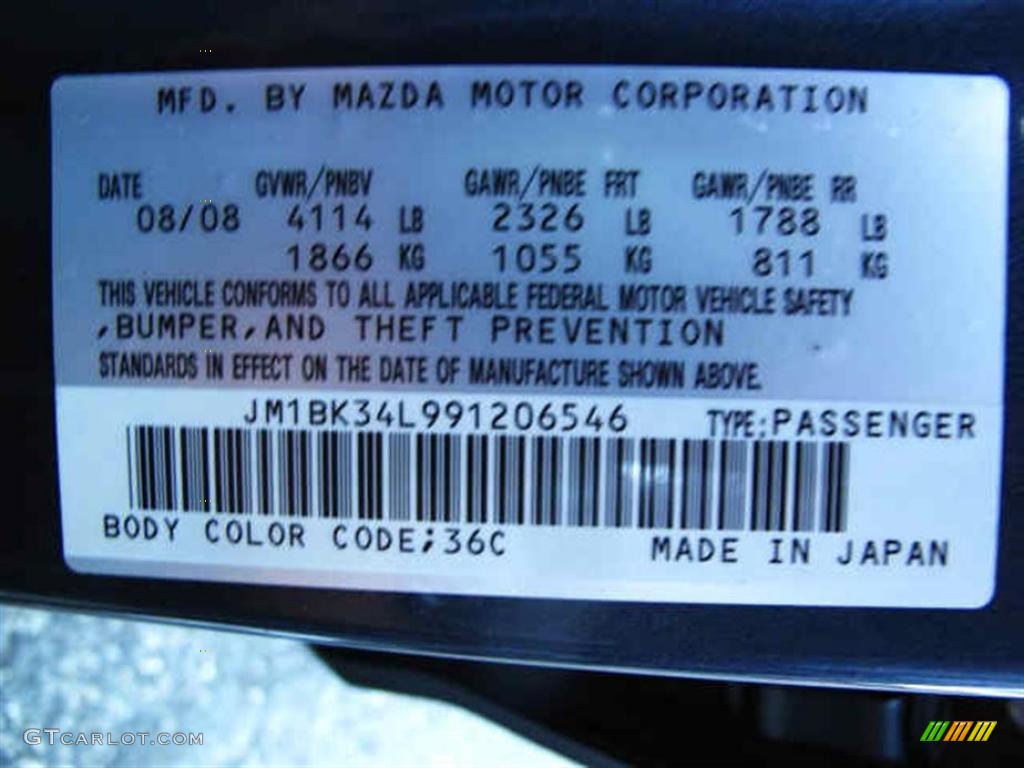 MFD. BY MAZDA MOTOR CORPORATION
DATE GVWR/PNBV GAWR/PNBE FRT GAWR/PNBE RR
08/08 4114 LB 2326 LB 1788 LB
1866 KG 1055 KG 811 KG
THIS VEHICLE CONFORMS TO ALL APPLICABLE FEDERAL MOTOR VEHICLE SAFETY
,BUMPER,AND THEFT PREVENTION
STANDARDS IN EFFECT ON THE DATE OF MANUFACTURE SHOWN ABOVE.
JM1BK34L991206546 TYPE:PASSENGER
BODY COLOR CODE;36C MADE IN JAPAN
GTCARLOT.COM